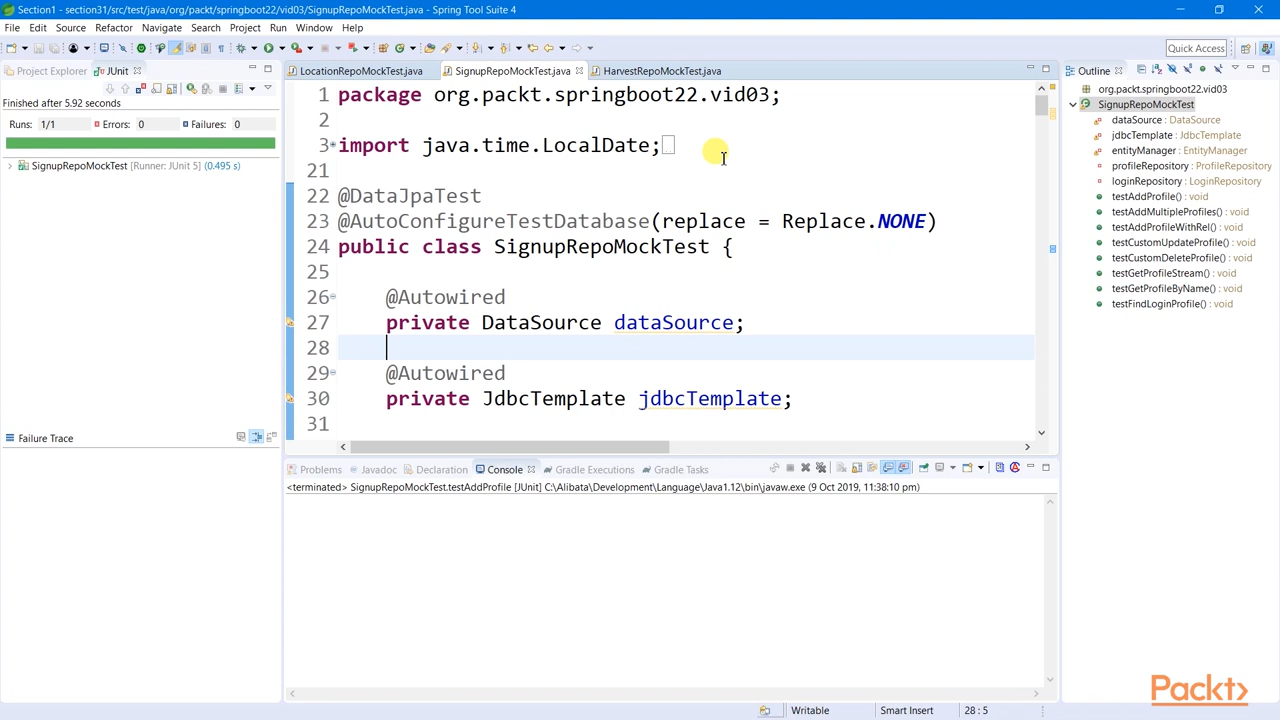 Section1 - section31/src/test/java/org/packt/springboot22/vid03/SignupRepoMockTest.java - Spring Tool Suite 4
File Edit Source Refactor Navigate Search Project Run Window Help
Quick Access
Project Explorer JUnit
Finished after 5.92 seconds
Runs: 1/1 Errors: 0 Failures: 0
SignupRepoMockTest [Runner: JUnit 5] (0.495 s)
Failure Trace
LocationRepoMockTest.java SignupRepoMockTest.java HarvestRepoMockTest.java
1 package org.packt.springboot22.vid03;
2
3 import java.time.LocalDate;
21
22 @DataJpaTest
23 @AutoConfigureTestDatabase(replace = Replace.NONE)
24 public class SignupRepoMockTest {
25
26 @Autowired
27 private DataSource dataSource;
28
29 @Autowired
30 private JdbcTemplate jdbcTemplate;
31
Outline
org.packt.springboot22.vid03
SignupRepoMockTest
dataSource : DataSource
jdbcTemplate : JdbcTemplate
entityManager : EntityManager
profileRepository : ProfileRepository
loginRepository : LoginRepository
testAddProfile() : void
testAddMultipleProfiles() : void
testAddProfileWithRel() : void
testCustomUpdateProfile() : void
testCustomDeleteProfile() : void
testGetProfileStream() : void
testGetProfileByName() : void
testFindLoginProfile() : void
Problems Javadoc Declaration Console Gradle Executions Gradle Tasks
<terminated> SignupRepoMockTest.testAddProfile [JUnit] C:\Alibata\Development\Language\Java1.12\bin\javaw.exe (9 Oct 2019, 11:38:10 pm)
Packt>
Writable Smart Insert 28 : 5